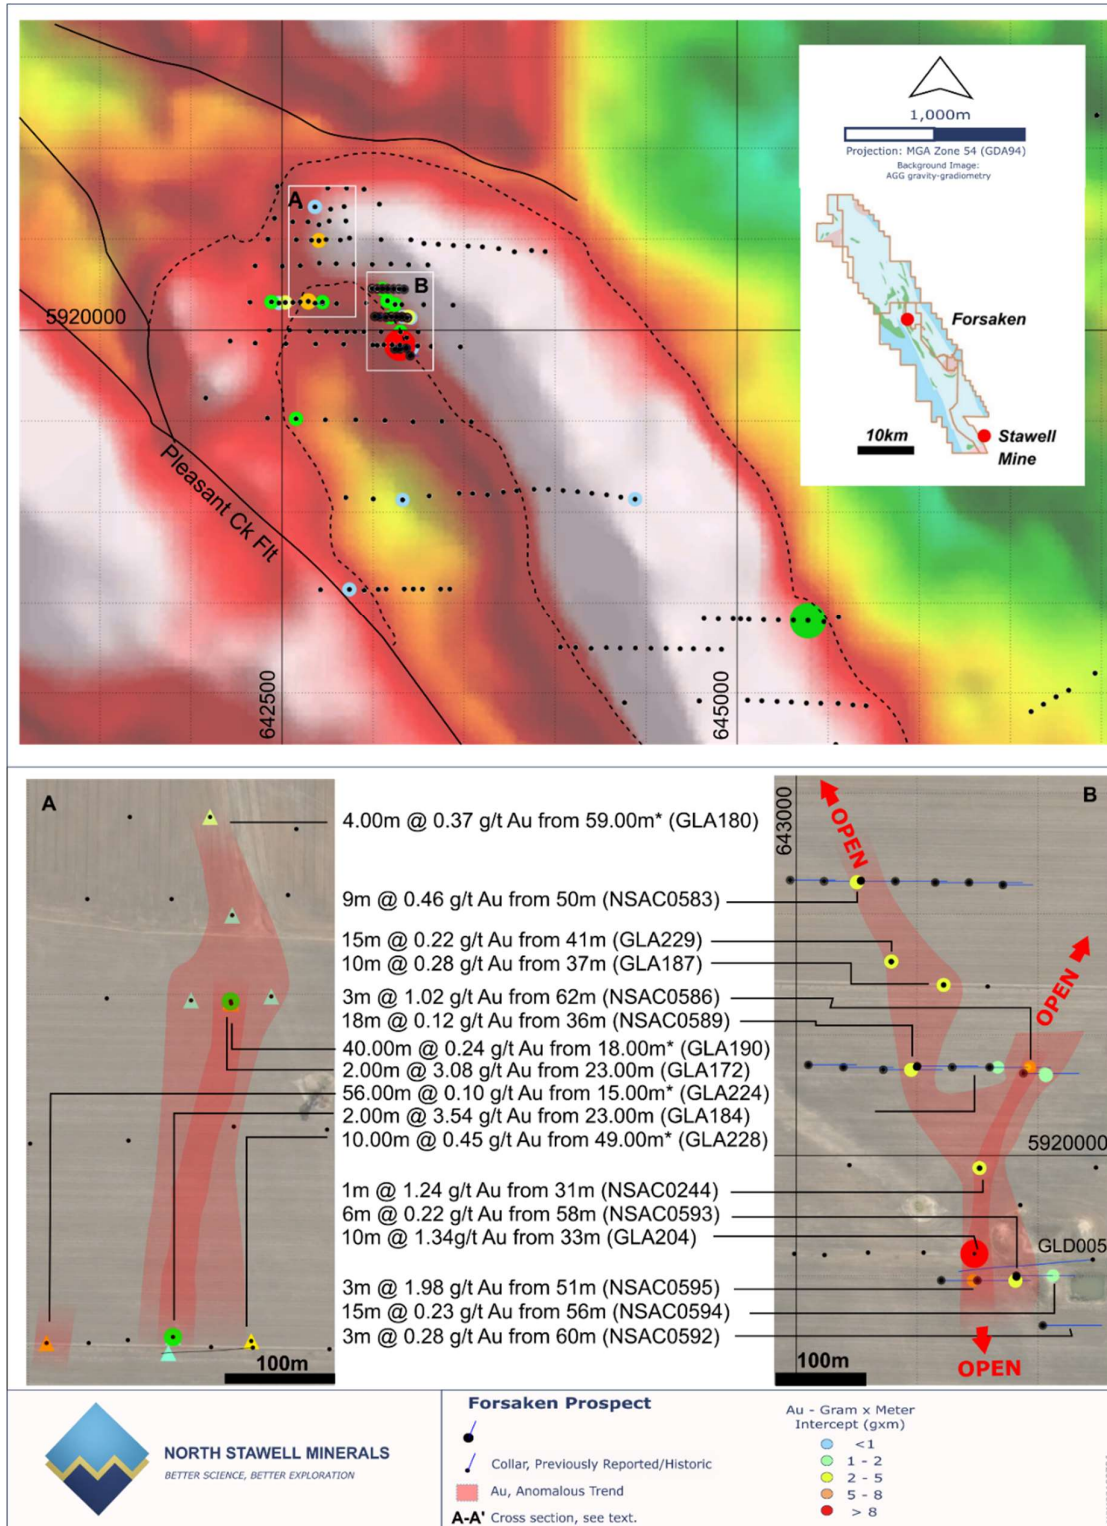 A
B
5920000
Pleasant Ck Flt
642500
645000
1,000m
Projection: MGA Zone 54 (GDA94)
Background Image:
AGG gravity-gradiometry
Forsaken
10km
Stawell
Mine
A
4.00m @ 0.37 g/t Au from 59.00m* (GLA180)
9m @ 0.46 g/t Au from 50m (NSAC0583)
15m @ 0.22 g/t Au from 41m (GLA229)
10m @ 0.28 g/t Au from 37m (GLA187)
3m @ 1.02 g/t Au from 62m (NSAC0586)
18m @ 0.12 g/t Au from 36m (NSAC0589)
40.00m @ 0.24 g/t Au from 18.00m* (GLA190)
2.00m @ 3.08 g/t Au from 23.00m (GLA172)
56.00m @ 0.10 g/t Au from 15.00m* (GLA224)
2.00m @ 3.54 g/t Au from 23.00m (GLA184)
10.00m @ 0.45 g/t Au from 49.00m* (GLA228)
1m @ 1.24 g/t Au from 31m (NSAC0244)
6m @ 0.22 g/t Au from 58m (NSAC0593)
10m @ 1.34g/t Au from 33m (GLA204)
3m @ 1.98 g/t Au from 51m (NSAC0595)
15m @ 0.23 g/t Au from 56m (NSAC0594)
3m @ 0.28 g/t Au from 60m (NSAC0592)
100m
B
643000
OPEN
OPEN
5920000
GLD005
100m
OPEN
NORTH STAWELL MINERALS
BETTER SCIENCE, BETTER EXPLORATION
Forsaken Prospect
Collar, Previously Reported/Historic
Au, Anomalous Trend
A-A' Cross section, see text.
Au - Gram x Meter
Intercept (gxm)
<1
1 - 2
2 - 5
5 - 8
> 8